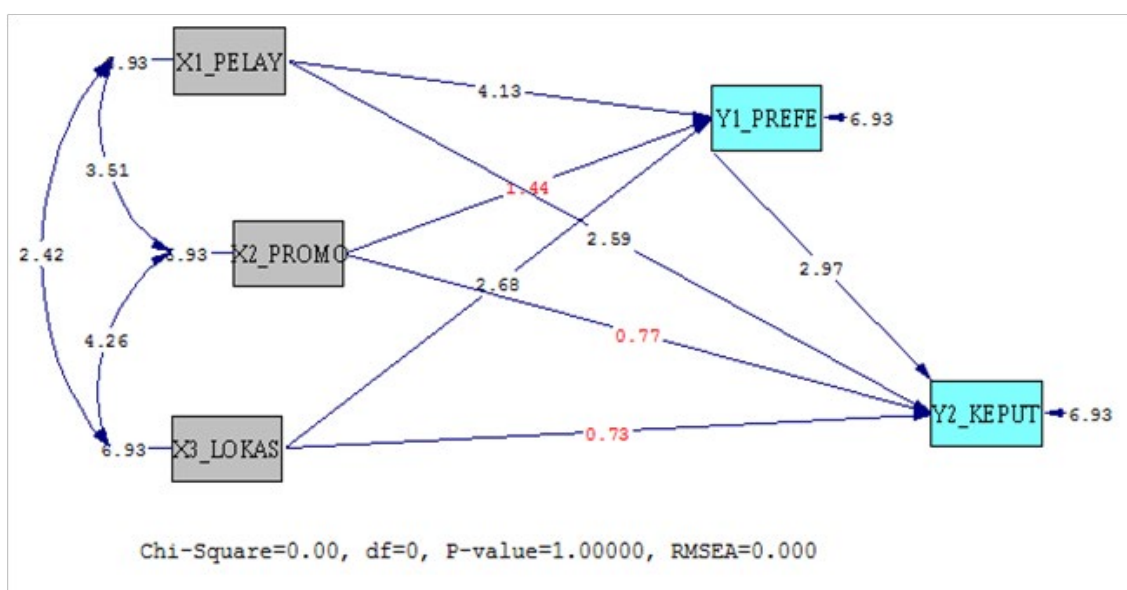 X1_PELAY
4.13
Y1_PREFE
6.93
3.51
1.44
2.59
2.42
6.93
X2_PROMO
2.68
2.97
4.26
0.77
Y2_KEPUT
6.93
0.73
6.93
X3_LOKAS
Chi-Square=0.00, df=0, P-value=1.00000, RMSEA=0.000